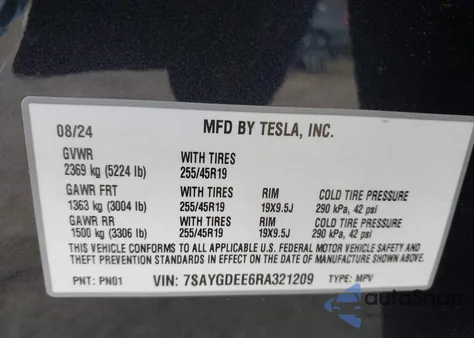 08/24 MFD BY TESLA, INC.
GVWR WITH TIRES
2369 kg (5224 lb) 255/45R19
GAWR FRT WITH TIRES RIM COLD TIRE PRESSURE
1363 kg (3004 lb) 255/45R19 19X9.5J 290 kPa, 42 psi
GAWR RR WITH TIRES RIM COLD TIRE PRESSURE
1500 kg (3306 lb) 255/45R19 19X9.5J 290 kPa, 42 psi
THIS VEHICLE CONFORMS TO ALL APPLICABLE U.S. FEDERAL MOTOR VEHICLE SAFETY AND
THEFT PREVENTION STANDARDS IN EFFECT ON THE DATE OF MANUFACTURE SHOWN ABOVE.
PNT: PN01 VIN: 7SAYGDEE6RA321209 TYPE: MPV
autoSnap